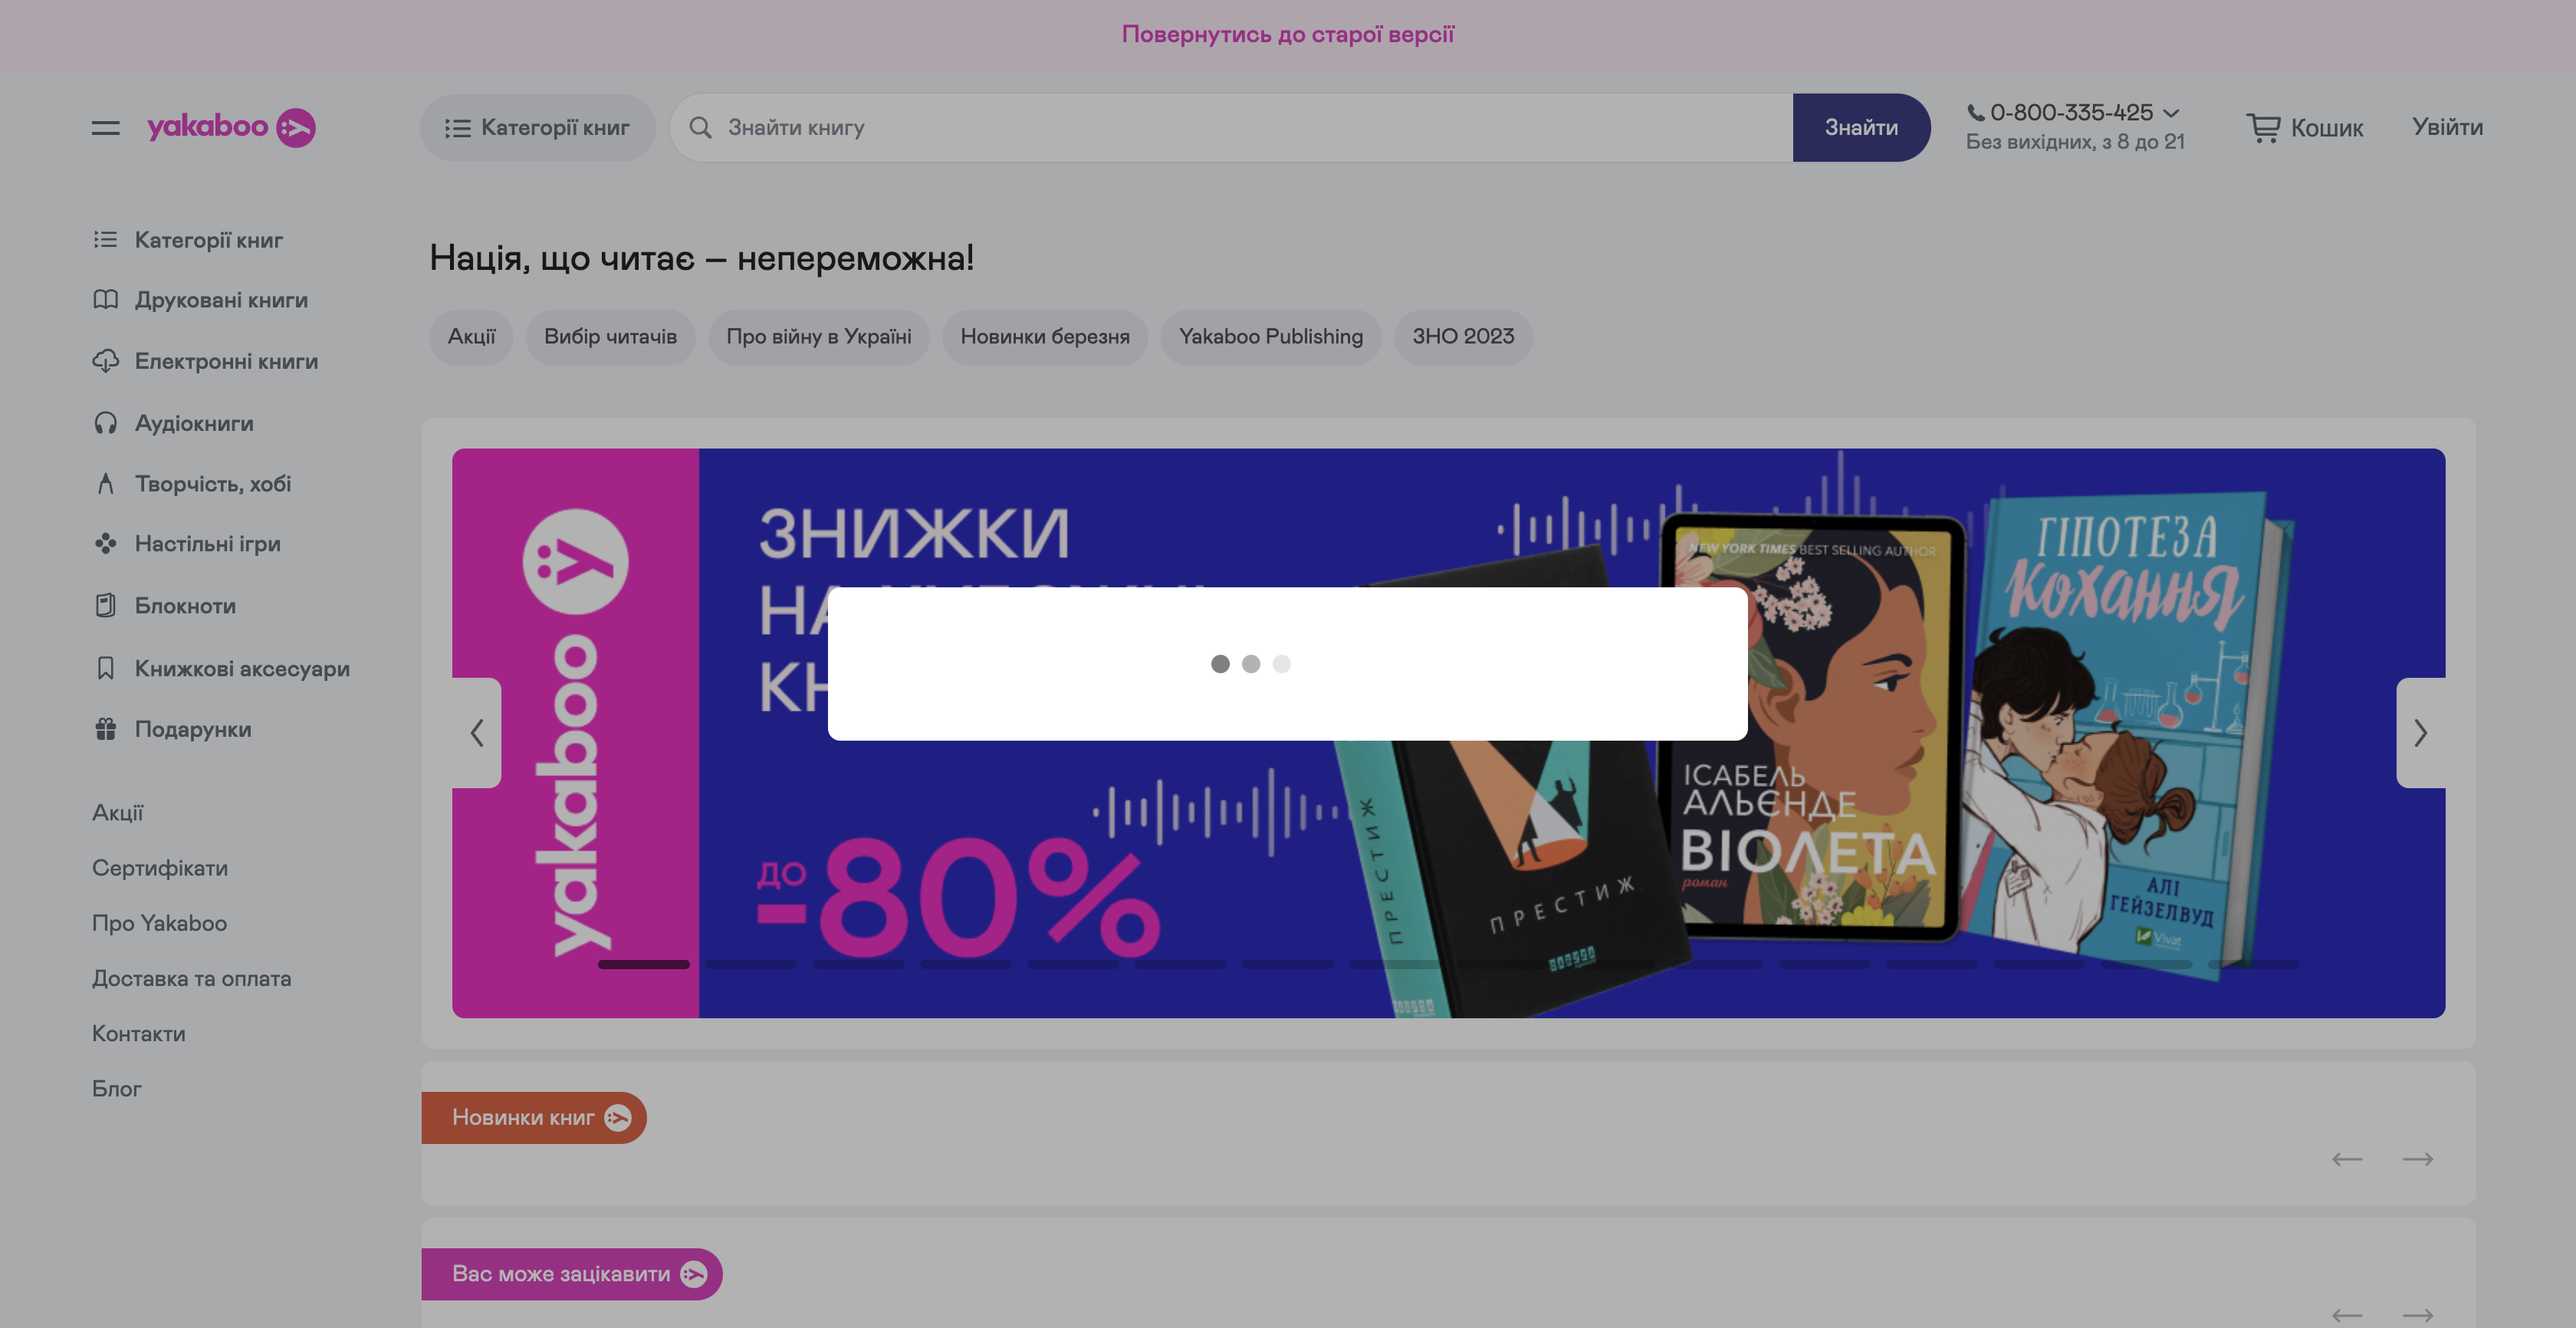 Повернутись до старої версії
yakaboo
Категорії книг
Знайти книгу
Знайти
0-800-335-425
Без вихідних, з 8 до 21
Кошик
Увійти
Категорії книг
Друковані книги
Електронні книги
Аудіокниги
Творчість, хобі
Настільні ігри
Блокноти
Книжкові аксесуари
Подарунки
Акції
Сертифікати
Про Yakaboo
Доставка та оплата
Контакти
Блог
Нація, що читає – непереможна!
Акції
Вибір читачів
Про війну в Україні
Новинки березня
Yakaboo Publishing
ЗНО 2023
yakaboo
ЗНИЖКИ
НА
до
-80%
ПРЕСТИЖ
ПРЕСТИЖ
NEW YORK TIMES BEST SELLING AUTHOR
ІСАБЕЛЬ
АЛЬЄНДЕ
ВІОЛЕТА
роман
ГІПОТЕЗА
КОХАННЯ
АЛІ
ГЕЙЗЕЛВУД
Vivat
Новинки книг
Вас може зацікавити